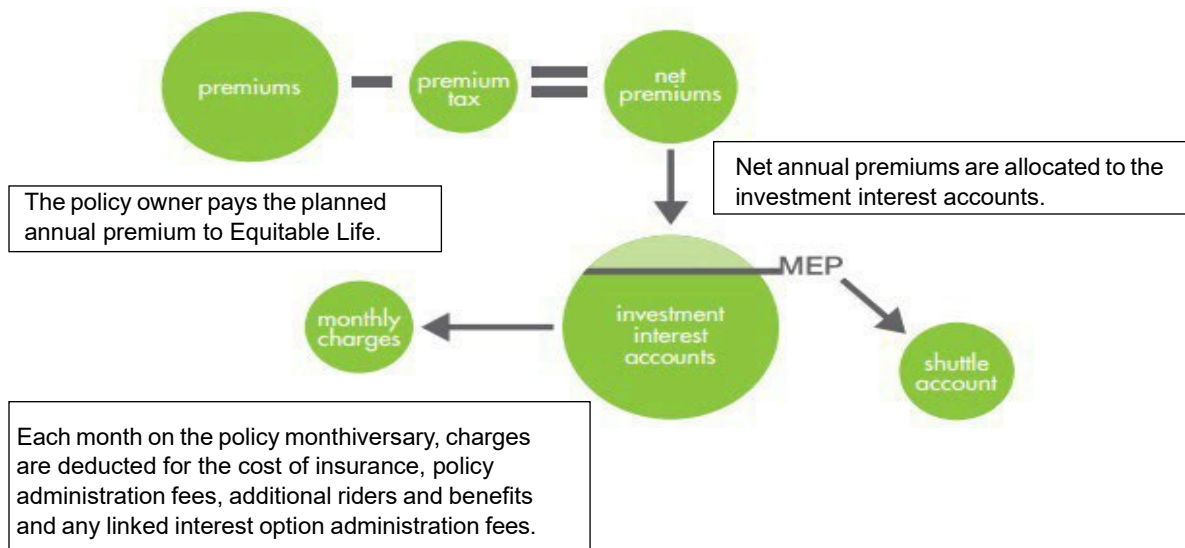 premiums
premium
tax
net
premiums
Net annual premiums are allocated to the
investment interest accounts.
The policy owner pays the planned
annual premium to Equitable Life.
MEP
monthly
charges
investment
interest
accounts
shuttle
account
Each month on the policy monthiversary, charges
are deducted for the cost of insurance, policy
administration fees, additional riders and benefits
and any linked interest option administration fees.